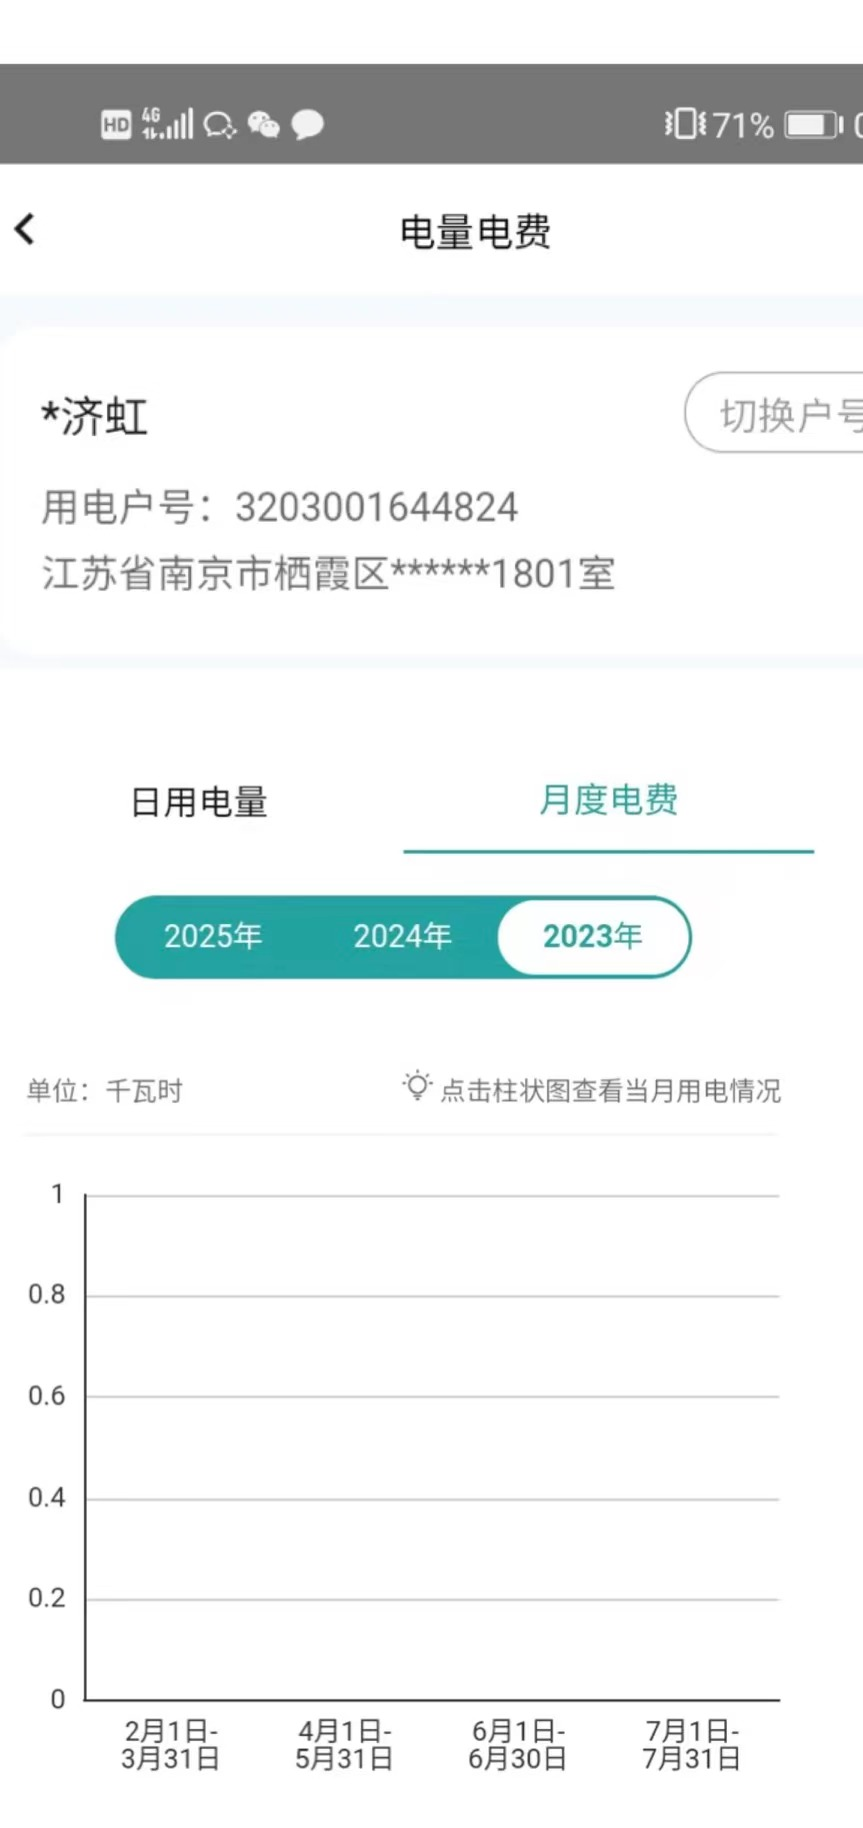 HD 4G 71%
电量电费
*济虹 切换户号
用电户号：3203001644824
江苏省南京市栖霞区******1801室
日用电量 月度电费
2025年 2024年 2023年
单位：千瓦时 点击柱状图查看当月用电情况
1
0.8
0.6
0.4
0.2
0
2月1日- 4月1日- 6月1日- 7月1日-
3月31日 5月31日 6月30日 7月31日